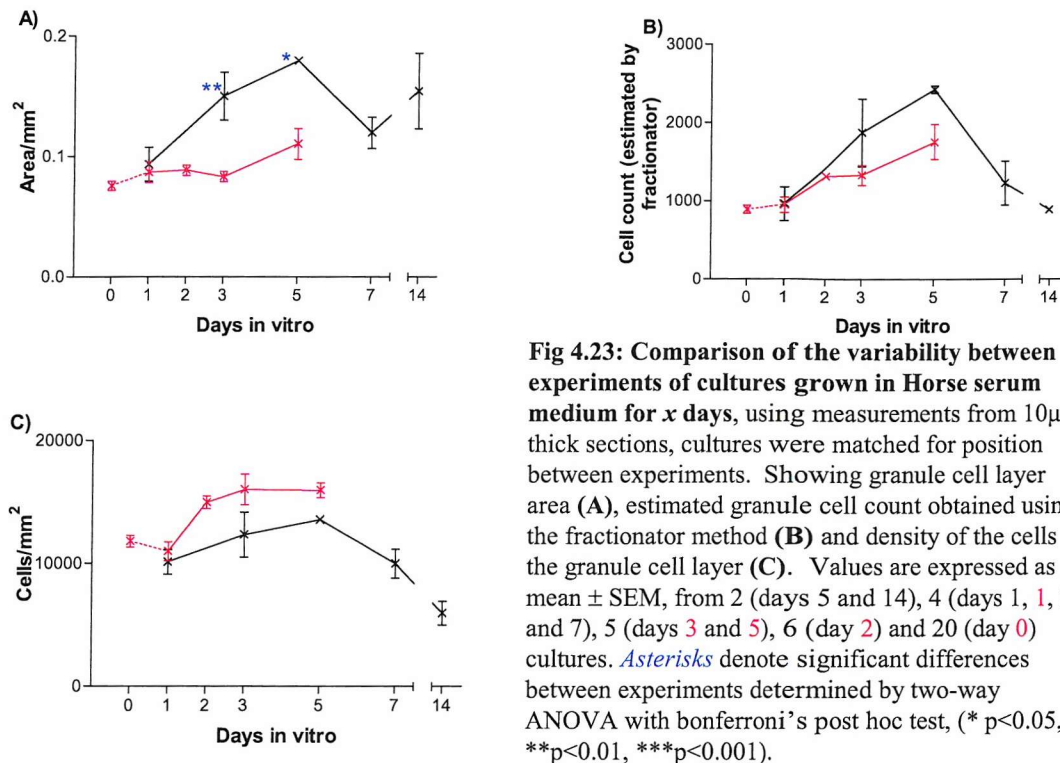 A)
0.2
0.1
0.0
Area/mm²
**
*
0 1 2 3 5 7 14
Days in vitro
B)
3000
2000
1000
0
Cell count (estimated by
fractionator)
0 1 2 3 5 7 14
Days in vitro
C)
20000
10000
0
Cells/mm²
0 1 2 3 5 7 14
Days in vitro
Fig 4.23: Comparison of the variability between
experiments of cultures grown in Horse serum
medium for x days, using measurements from 10µ
thick sections, cultures were matched for position
between experiments. Showing granule cell layer
area (A), estimated granule cell count obtained usin
the fractionator method (B) and density of the cells
the granule cell layer (C). Values are expressed as
mean ± SEM, from 2 (days 5 and 14), 4 (days 1, 1,
and 7), 5 (days 3 and 5), 6 (day 2) and 20 (day 0)
cultures. Asterisks denote significant differences
between experiments determined by two-way
ANOVA with bonferroni's post hoc test, (* p<0.05,
**p<0.01, ***p<0.001).